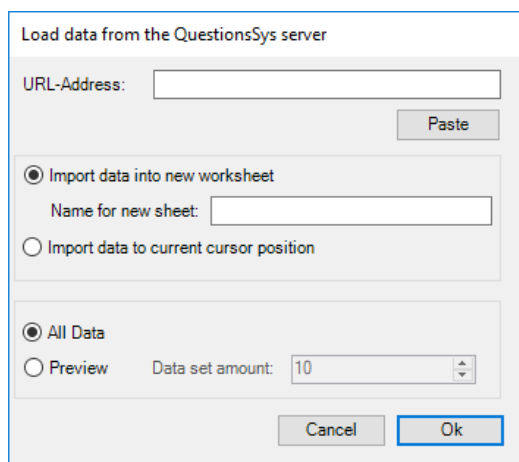 Load data from the QuestionsSys server
URL-Address:
Paste
Import data into new worksheet
Name for new sheet:
Import data to current cursor position
All Data
Preview Data set amount: 10
Cancel Ok